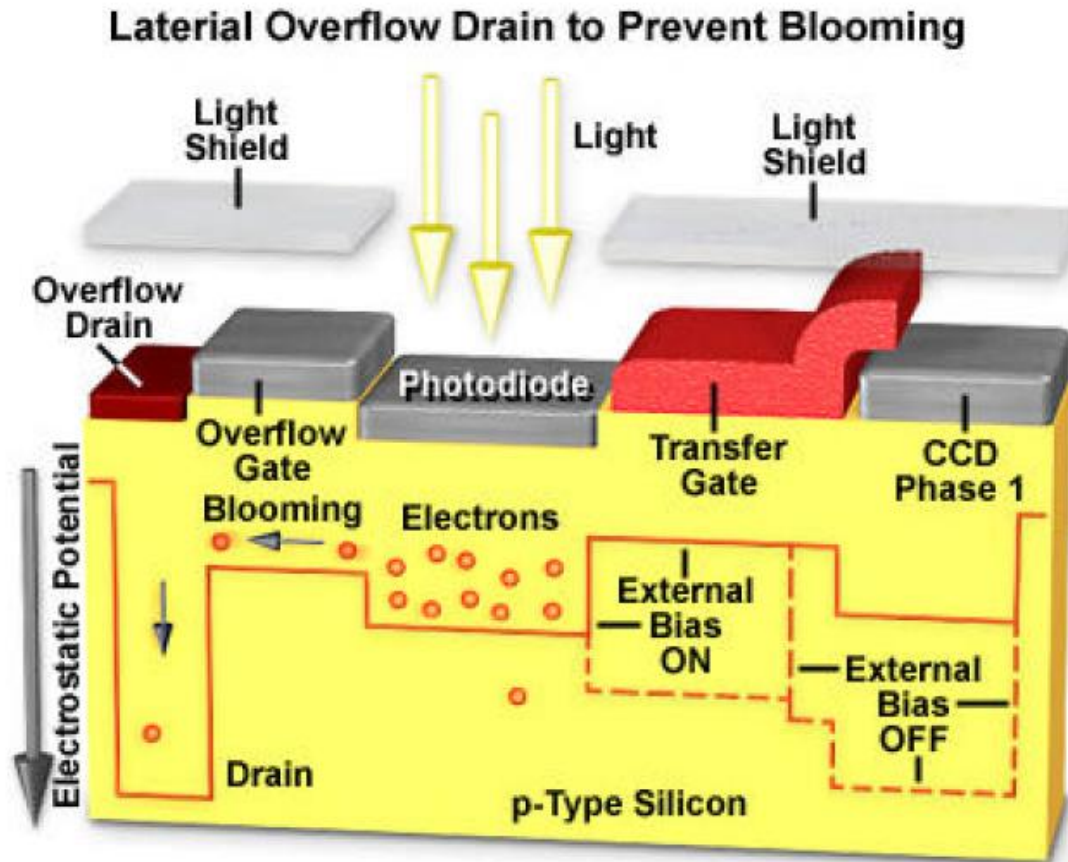 Laterial Overflow Drain to Prevent Blooming
Light
Shield
Light
Light
Shield
Overflow
Drain
Photodiode
Overflow
Gate
Transfer
Gate
CCD
Phase 1
Electrostatic Potential
Blooming
Electrons
External
Bias
ON
External
Bias
OFF
Drain
p-Type Silicon